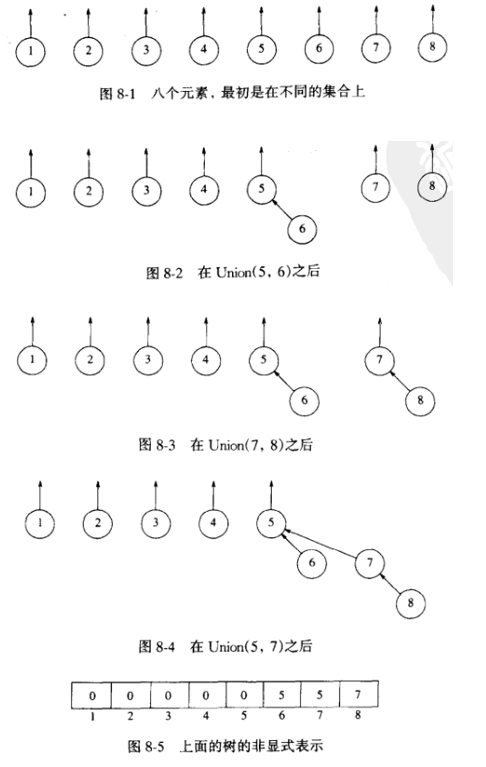 1 2 3 4 5 6 7 8
图 8-1 八个元素，最初是在不同的集合上
1 2 3 4 5 7 8
6
图 8-2 在 Union(5, 6)之后
1 2 3 4 5 7
6 8
图 8-3 在 Union(7, 8)之后
1 2 3 4 5
6 7
8
图 8-4 在 Union(5, 7)之后
0 0 0 0 0 5 5 7
1 2 3 4 5 6 7 8
图 8-5 上面的树的非显式表示